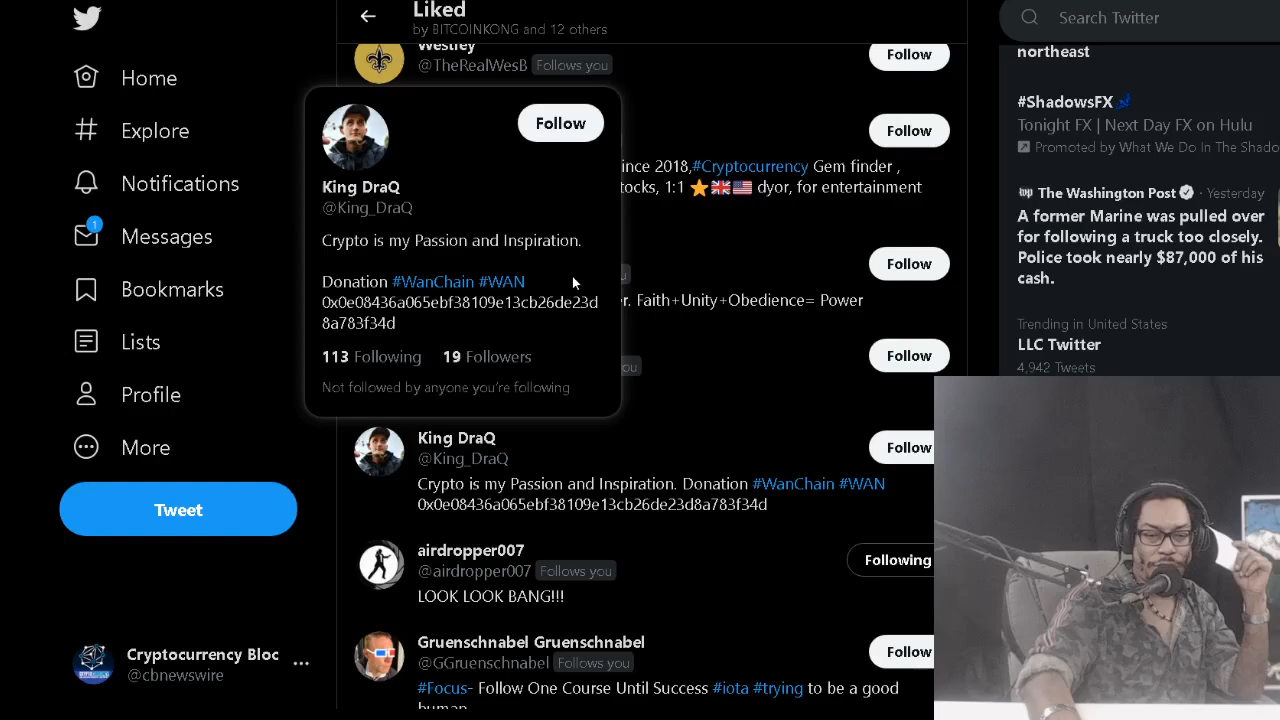 Home
Explore
Notifications
1
Messages
Bookmarks
Lists
Profile
More
Tweet
Cryptocurrency Bloc
@cbnewswire
Liked
by BITCOINKONG and 12 others
Westley
@TheRealWesB Follows you
Follow
Follow
ince 2018,#Cryptocurrency Gem finder ,
tocks, 1:1 ⭐🇬🇧🇺🇸 dyor, for entertainment
Follow
r. Faith+Unity+Obedience= Power
Follow
Follow
King DraQ
@King_DraQ
Crypto is my Passion and Inspiration.
Donation #WanChain #WAN
0x0e08436a065ebf38109e13cb26de23d
8a783f34d
113 Following 19 Followers
Not followed by anyone you're following
King DraQ
@King_DraQ
Follow
Crypto is my Passion and Inspiration. Donation #WanChain #WAN
0x0e08436a065ebf38109e13cb26de23d8a783f34d
airdropper007
@airdropper007 Follows you
Following
LOOK LOOK BANG!!!
Gruenschnabel Gruenschnabel
@GGruenschnabel Follows you
Follow
#Focus- Follow One Course Until Success #iota #trying to be a good
human
Search Twitter
northeast
#ShadowsFX
Tonight FX | Next Day FX on Hulu
Promoted by What We Do In The Shado
The Washington Post · Yesterday
A former Marine was pulled over
for following a truck too closely.
Police took nearly $87,000 of his
cash.
Trending in United States
LLC Twitter
4,942 Tweets